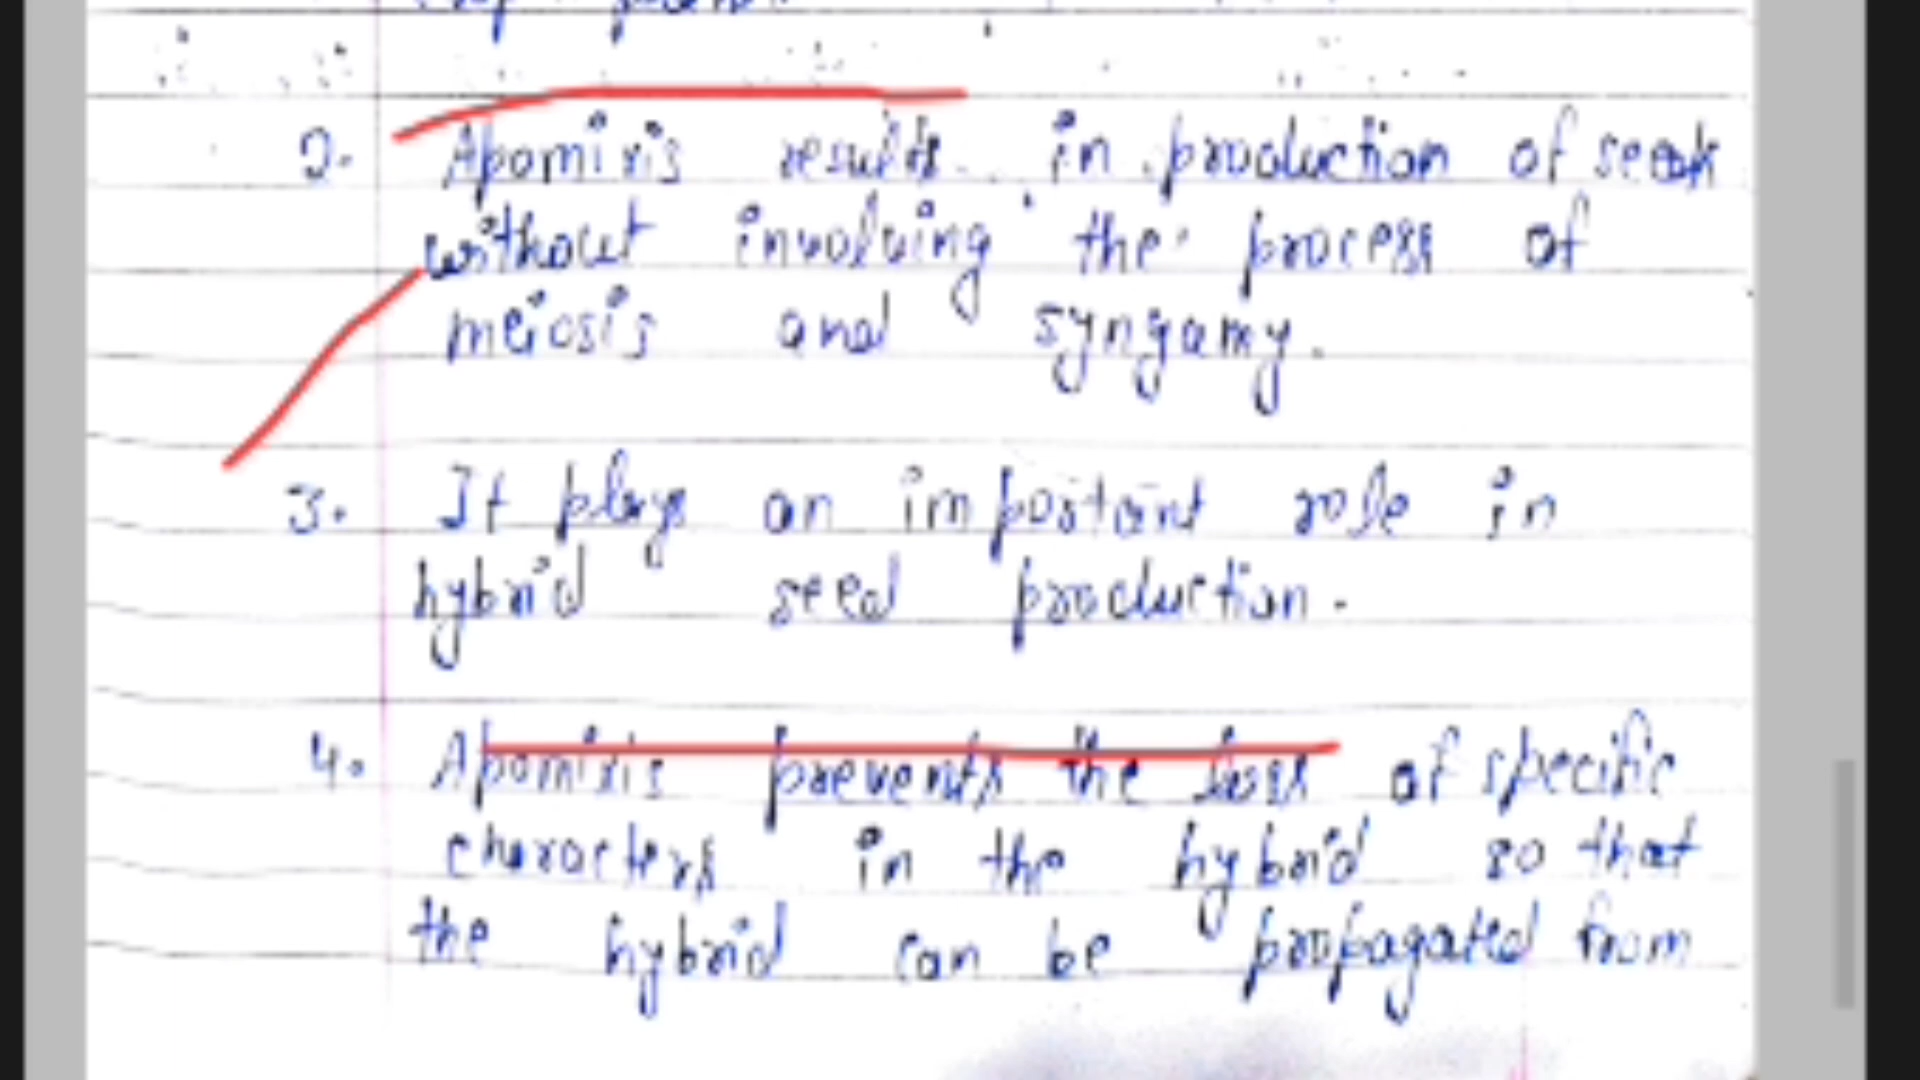 2. Apomixis results in production of seeds
without involving the process of
meiosis and syngamy.
3. It plays an important role in
hybrid seed production.
4. Apomixis prevents the loss of specific
characters in the hybrid so that
the hybrid can be propagated from